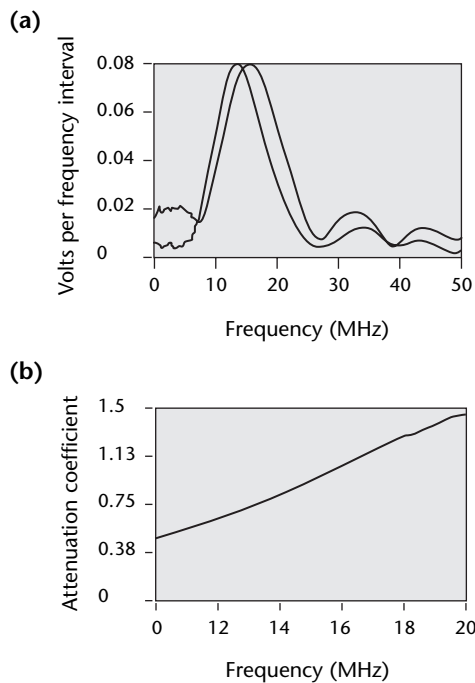 (a)
Volts per frequency interval
0.08
0.06
0.04
0.02
0
0 10 20 30 40 50
Frequency (MHz)
(b)
Attenuation coefficient
1.5
1.13
0.75
0.38
0
0 12 14 16 18 20
Frequency (MHz)